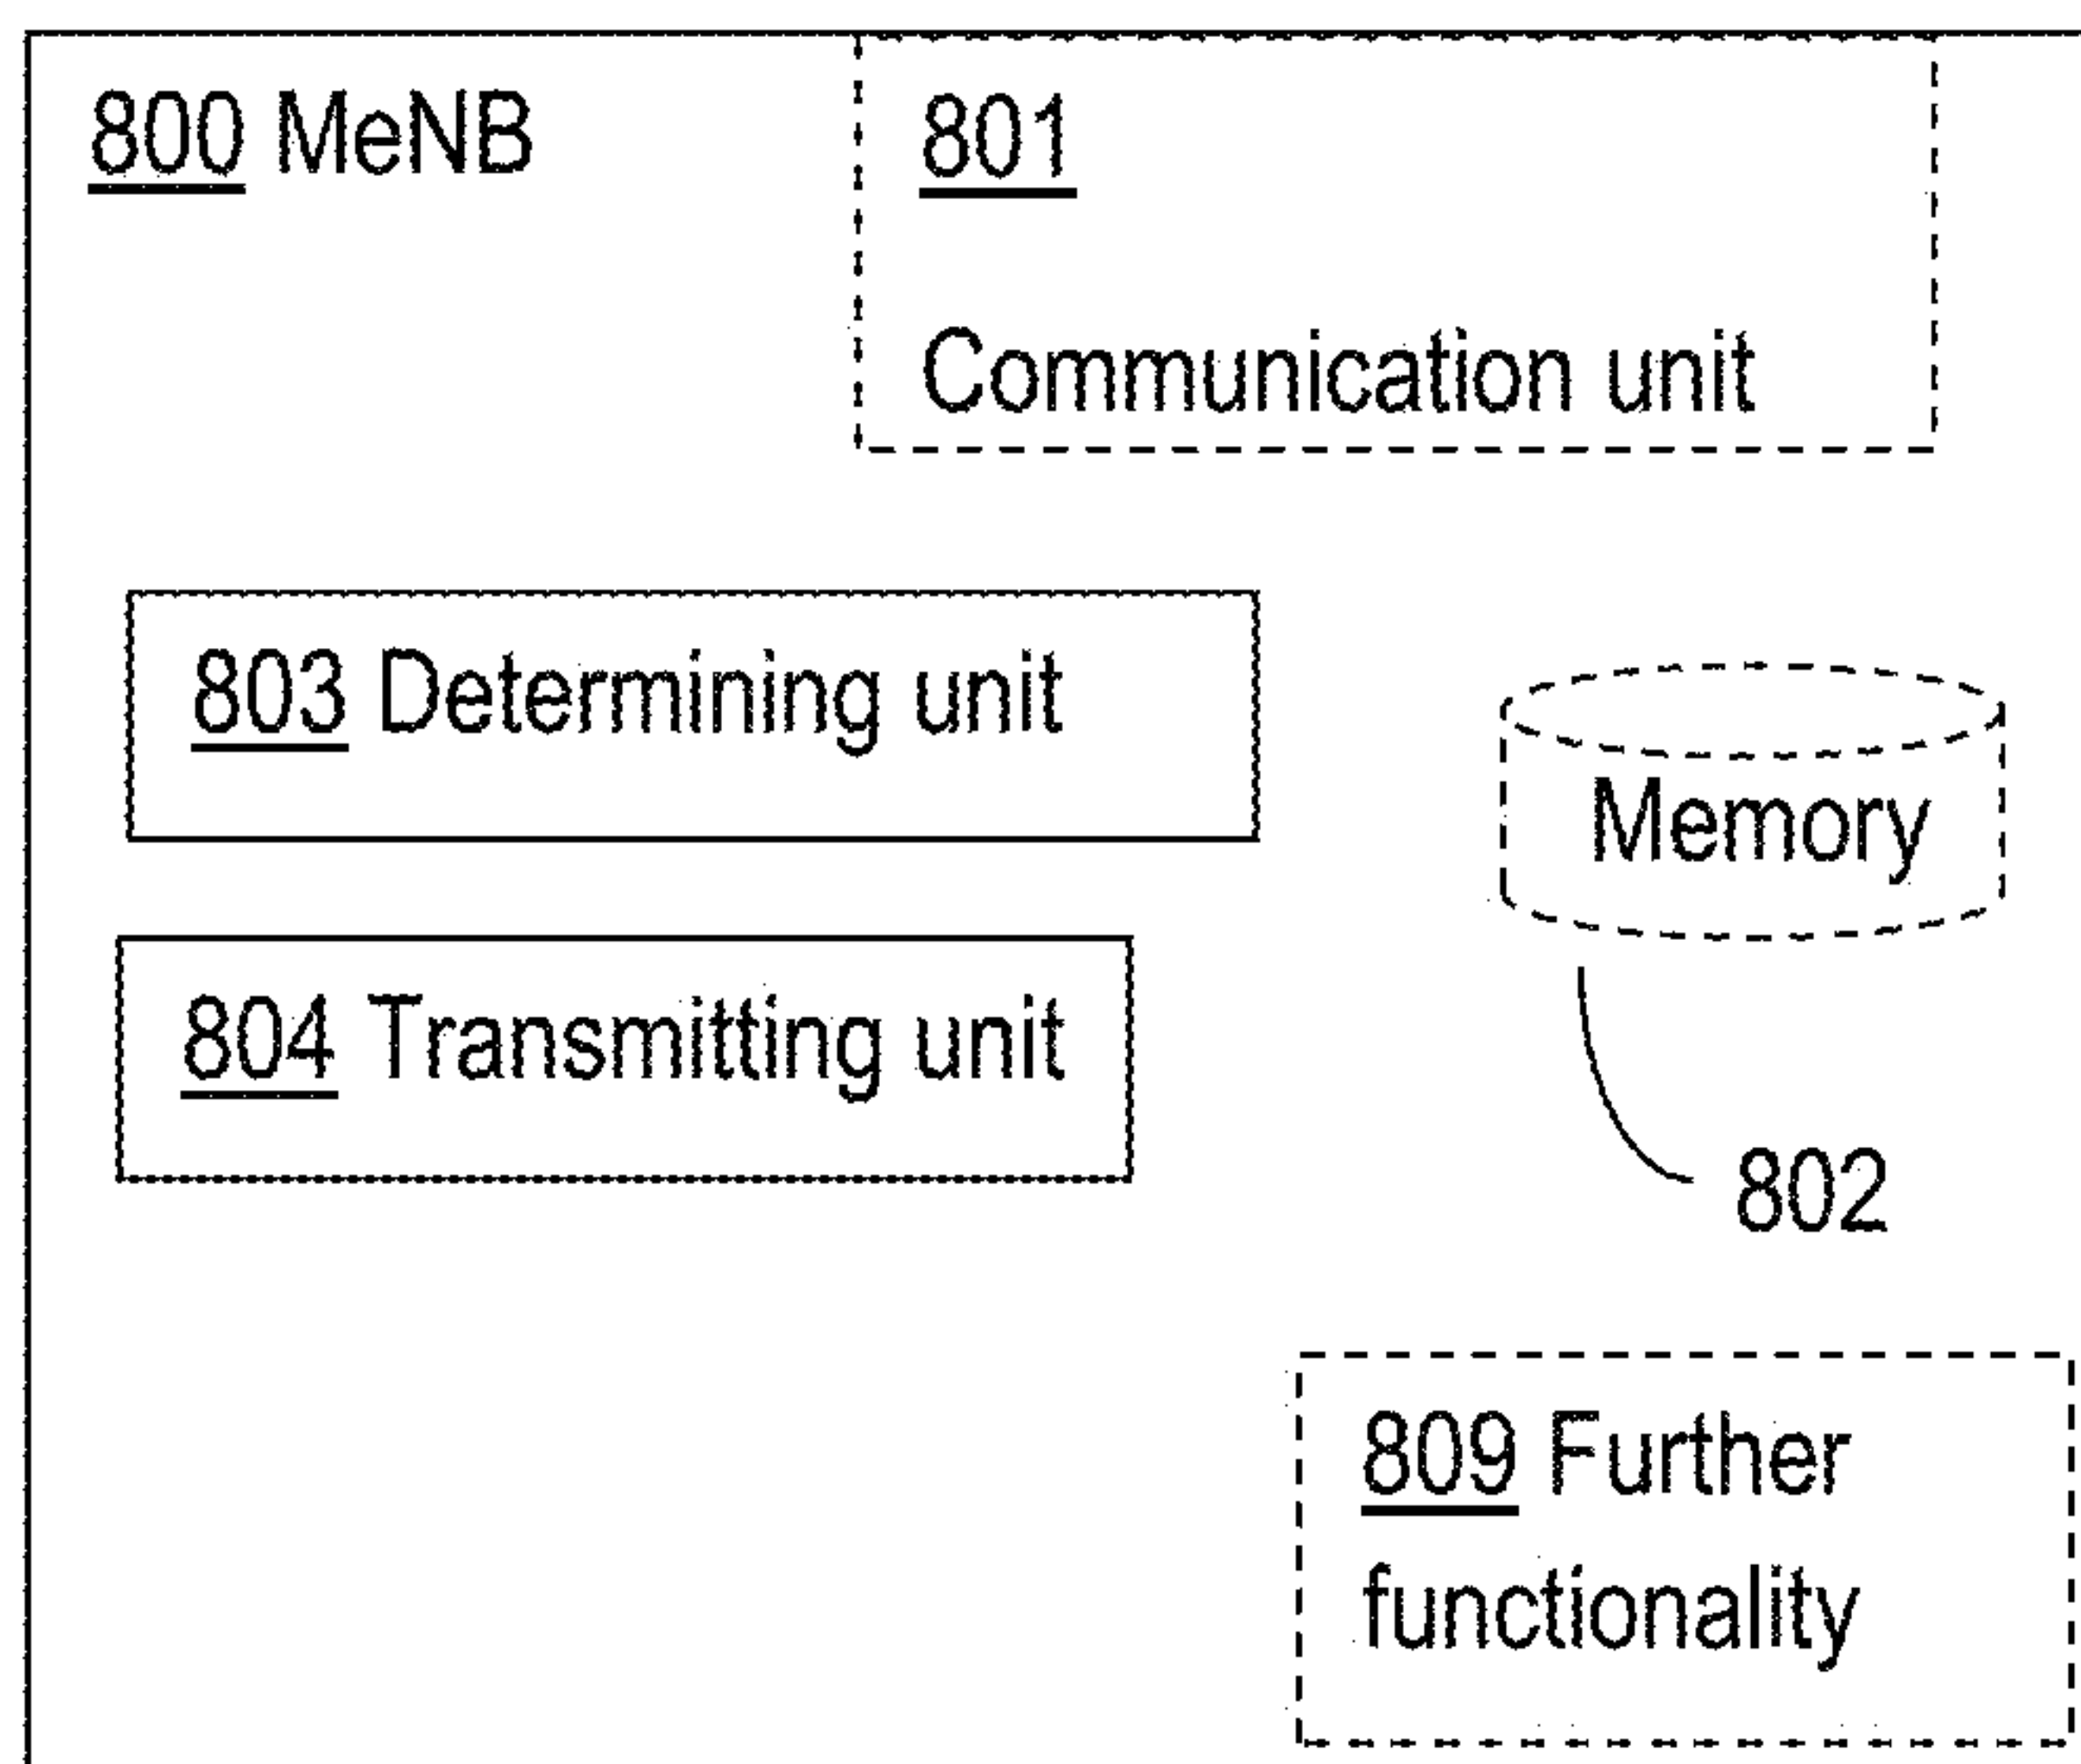 800 MeNB
801
Communication unit
803 Determining unit
Memory
804 Transmitting unit
802
809 Further
functionality